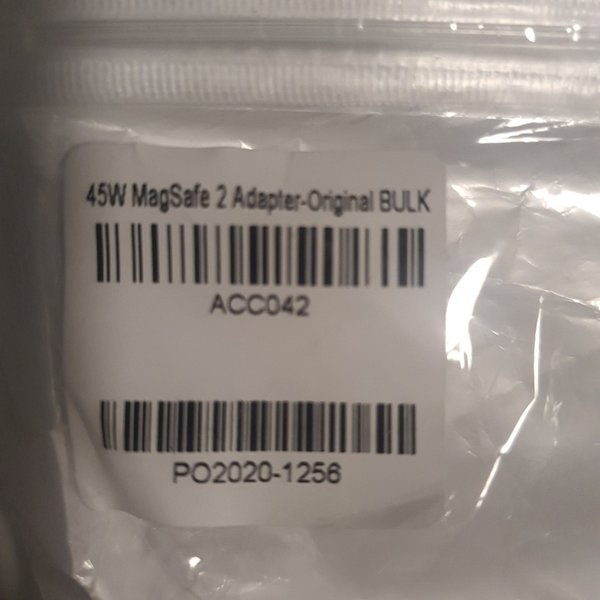 45W MagSafe 2 Adapter-Original BULK
ACC042
PO2020-1256